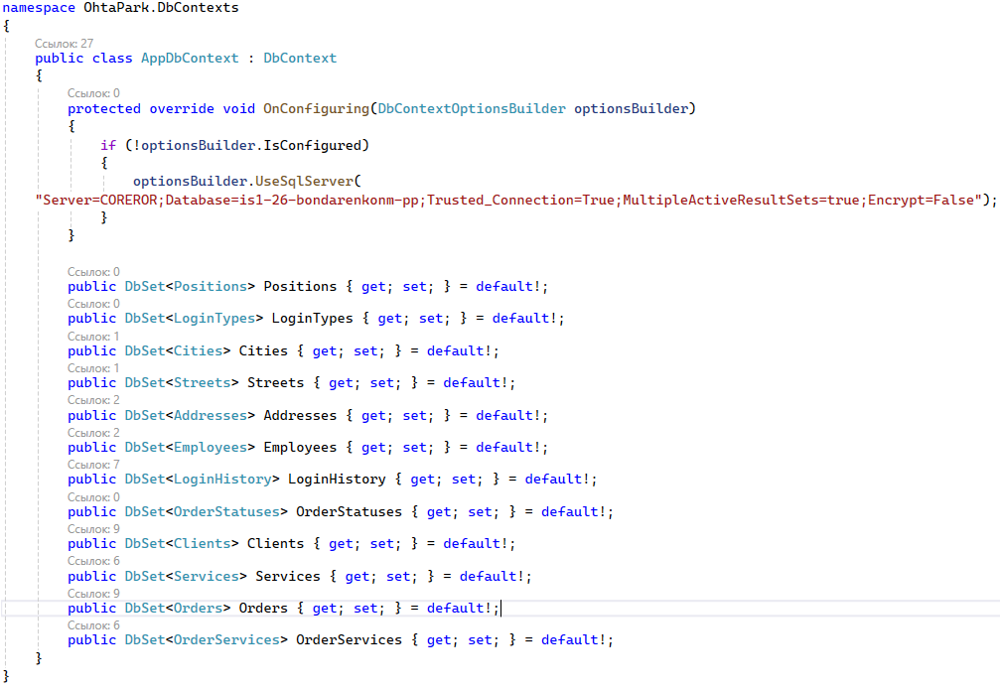 namespace OhtaPark.DbContexts
{
Ссылок: 27
public class AppDbContext : DbContext
{
Ссылок: 0
protected override void OnConfiguring(DbContextOptionsBuilder optionsBuilder)
{
if (!optionsBuilder.IsConfigured)
{
optionsBuilder.UseSqlServer(
"Server=COREROR;Database=is1-26-bondarenkonm-pp;Trusted_Connection=True;MultipleActiveResultSets=true;Encrypt=False");
}
}
Ссылок: 0
public DbSet<Positions> Positions { get; set; } = default!;
Ссылок: 0
public DbSet<LoginTypes> LoginTypes { get; set; } = default!;
Ссылок: 1
public DbSet<Cities> Cities { get; set; } = default!;
Ссылок: 1
public DbSet<Streets> Streets { get; set; } = default!;
Ссылок: 2
public DbSet<Addresses> Addresses { get; set; } = default!;
Ссылок: 2
public DbSet<Employees> Employees { get; set; } = default!;
Ссылок: 7
public DbSet<LoginHistory> LoginHistory { get; set; } = default!;
Ссылок: 0
public DbSet<OrderStatuses> OrderStatuses { get; set; } = default!;
Ссылок: 9
public DbSet<Clients> Clients { get; set; } = default!;
Ссылок: 6
public DbSet<Services> Services { get; set; } = default!;
Ссылок: 9
public DbSet<Orders> Orders { get; set; } = default!;
Ссылок: 6
public DbSet<OrderServices> OrderServices { get; set; } = default!;
}
}